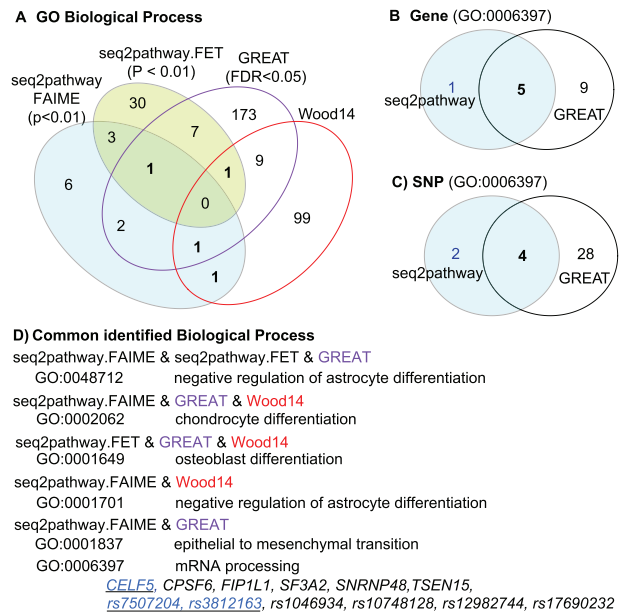 A GO Biological Process
seq2pathway.FET
(P < 0.01)
GREAT
(FDR<0.05)
seq2pathway
FAIME
(p<0.01)
Wood14
30
173
3
7
1
1
9
6
0
2
99
1
1
B Gene (GO:0006397)
1
5
9
seq2pathway
GREAT
C) SNP (GO:0006397)
2
4
28
seq2pathway
GREAT
D) Common identified Biological Process
seq2pathway.FAIME & seq2pathway.FET & GREAT
GO:0048712 negative regulation of astrocyte differentiation
seq2pathway.FAIME & GREAT & Wood14
GO:0002062 chondrocyte differentiation
seq2pathway.FET & GREAT & Wood14
GO:0001649 osteoblast differentiation
seq2pathway.FAIME & Wood14
GO:0001701 negative regulation of astrocyte differentiation
seq2pathway.FAIME & GREAT
GO:0001837 epithelial to mesenchymal transition
GO:0006397 mRNA processing
CELF5, CPSF6, FIP1L1, SF3A2, SNRNP48,TSEN15,
rs7507204, rs3812163, rs1046934, rs10748128, rs12982744, rs17690232